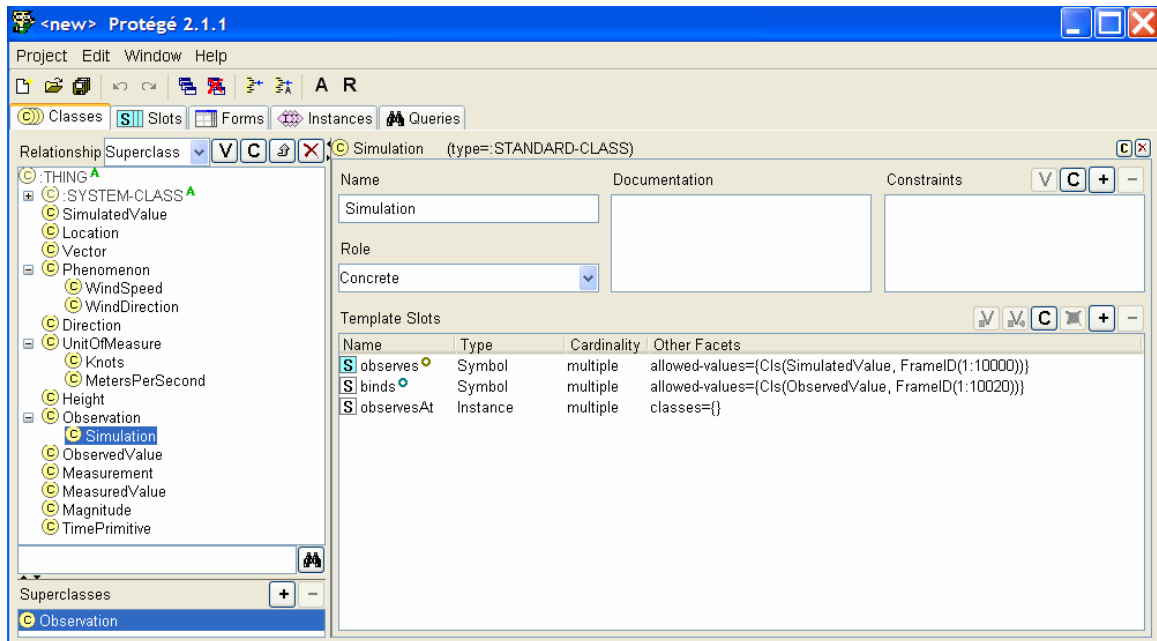 <new> Protégé 2.1.1
Project Edit Window Help
A R
Classes S Slots Forms Instances Queries
Relationship Superclass V C
C Simulation (type=:STANDARD-CLASS) C
C :THING A
C :SYSTEM-CLASS A
C SimulatedValue
C Location
C Vector
C Phenomenon
C WindSpeed
C WindDirection
C Direction
C UnitOfMeasure
C Knots
C MetersPerSecond
C Height
C Observation
C Simulation
C ObservedValue
C Measurement
C MeasuredValue
C Magnitude
C TimePrimitive
Superclasses + −
C Observation
Name Documentation Constraints V C + −
Simulation
Role
Concrete
Template Slots V V C + −
Name Type Cardinality Other Facets
S observes Symbol multiple allowed-values={Cls(SimulatedValue, FrameID(1:10000))}
S binds Symbol multiple allowed-values={Cls(ObservedValue, FrameID(1:10020))}
S observesAt Instance multiple classes={}